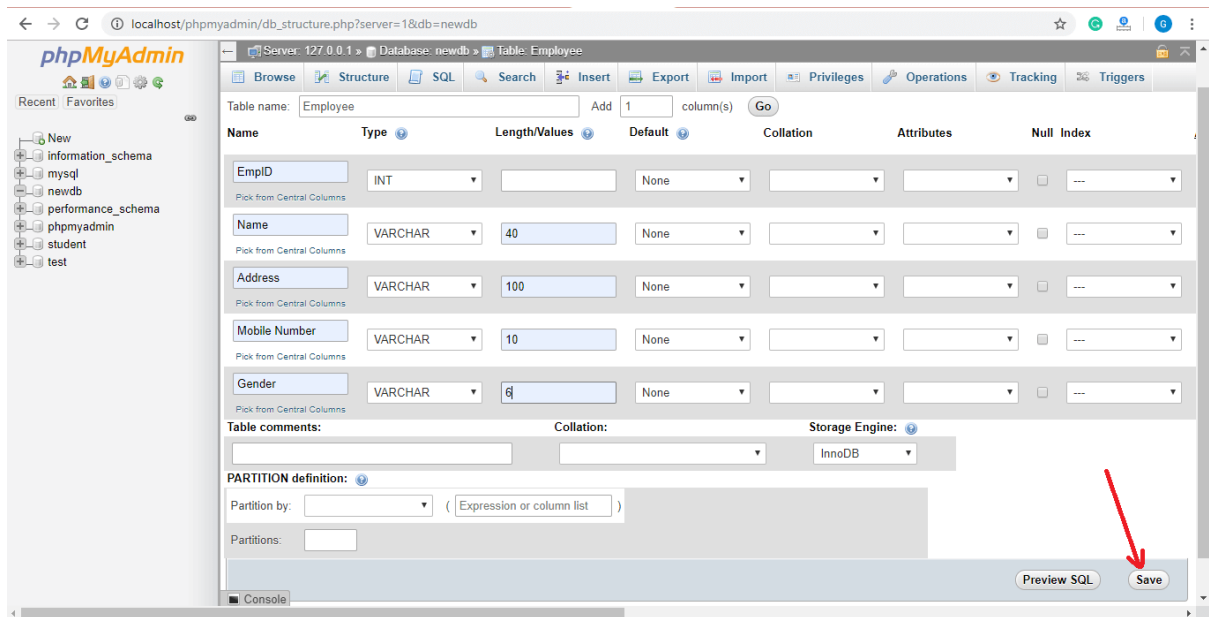 localhost/phpmyadmin/db_structure.php?server=1&db=newdb
G
phpMyAdmin
Recent Favorites
New
information_schema
mysql
newdb
performance_schema
phpmyadmin
student
test
Server: 127.0.0.1 » Database: newdb » Table: Employee
Browse Structure SQL Search Insert Export Import Privileges Operations Tracking Triggers
Table name: Employee Add 1 column(s) Go
Name Type Length/Values Default Collation Attributes Null Index
EmpID INT None ---
Pick from Central Columns
Name VARCHAR 40 None ---
Pick from Central Columns
Address VARCHAR 100 None ---
Pick from Central Columns
Mobile Number VARCHAR 10 None ---
Pick from Central Columns
Gender VARCHAR 6 None ---
Pick from Central Columns
Table comments: Collation: Storage Engine:
InnoDB
PARTITION definition:
Partition by: ( Expression or column list )
Partitions:
Preview SQL Save
Console